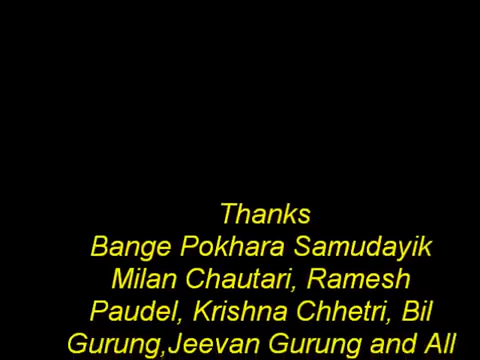 Thanks
Bange Pokhara Samudayik
Milan Chautari, Ramesh
Paudel, Krishna Chhetri, Bil
Gurung,Jeevan Gurung and All